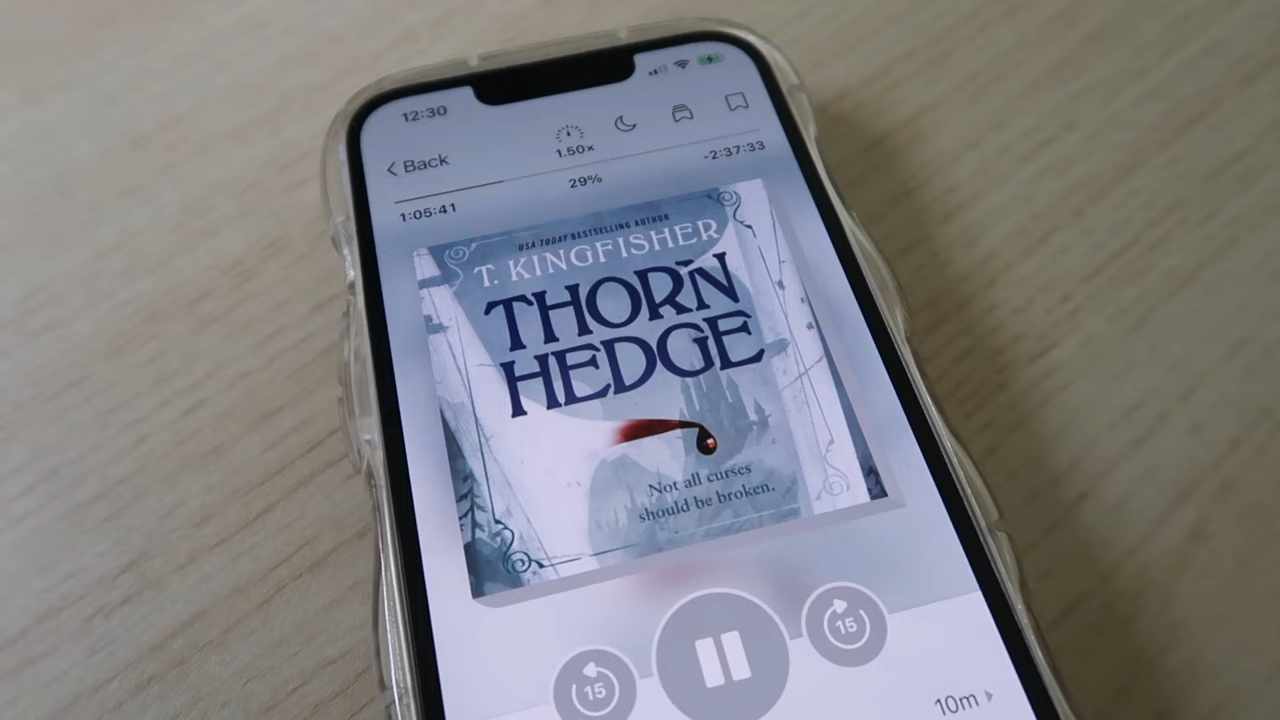 12:30
Back
1.50×
1:05:41
29%
-2:37:33
USA TODAY BESTSELLING AUTHOR
T. KINGFISHER
THORN
HEDGE
Not all curses
should be broken.
15
15
10m